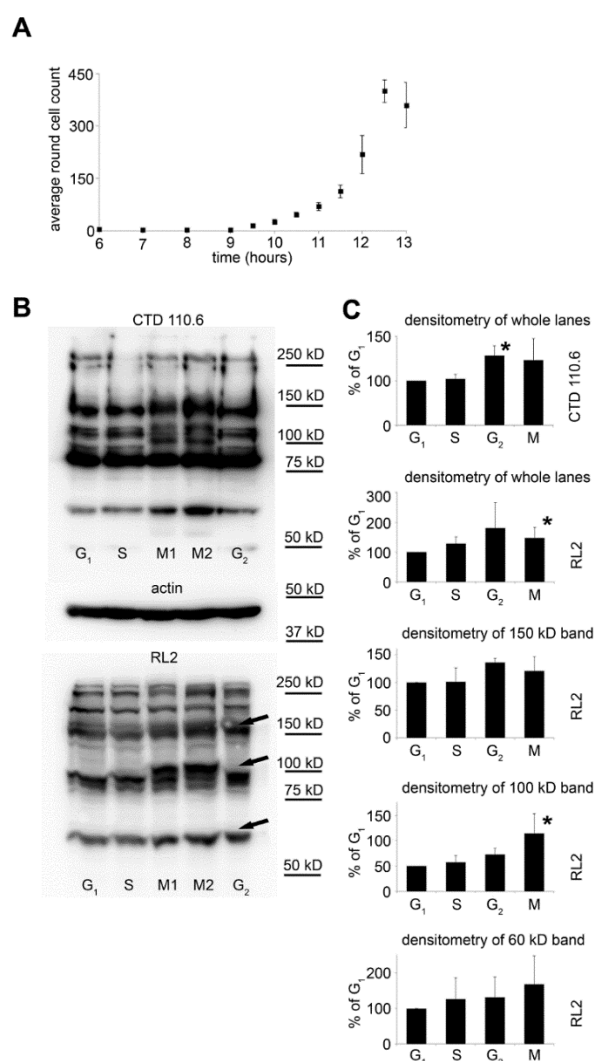 A
average round cell count
450
300
150
0
6 7 8 9 10 11 12 13
time (hours)
B
CTD 110.6
250 kD
150 kD
100 kD
75 kD
50 kD
G₁ S M1 M2 G₂
actin
50 kD
37 kD
RL2
250 kD
150 kD
100 kD
75 kD
50 kD
G₁ S M1 M2 G₂
C
densitometry of whole lanes
% of G₁
150
100
0
*
G₁ S G₂ M
CTD 110.6
densitometry of whole lanes
% of G₁
300
200
100
0
*
G₁ S G₂ M
RL2
densitometry of 150 kD band
% of G₁
150
100
50
0
G₁ S G₂ M
RL2
densitometry of 100 kD band
% of G₁
100
50
0
*
G₁ S G₂ M
RL2
densitometry of 60 kD band
% of G₁
200
100
0
G₁ S G₂ M
RL2